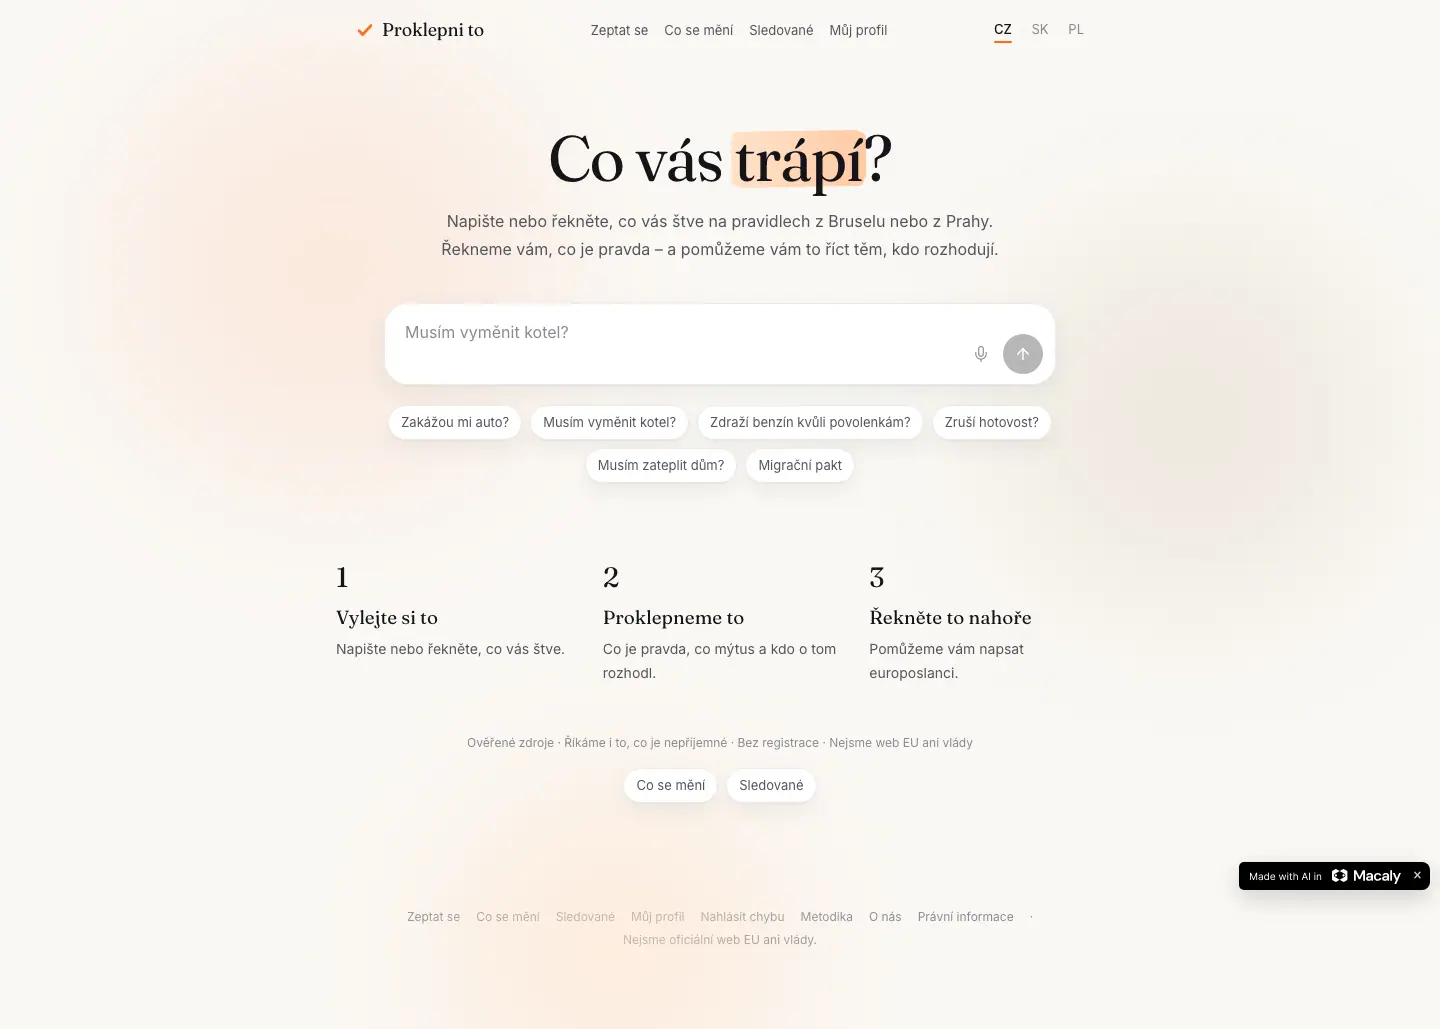 Proklepni to
Zeptat se
Co se mění
Sledované
Můj profil
CZ
SK
PL
Co vás trápí?
Napište nebo řekněte, co vás štve na pravidlech z Bruselu nebo z Prahy.
Řekneme vám, co je pravda – a pomůžeme vám to říct těm, kdo rozhodují.
Musím vyměnit kotel?
Zakážou mi auto?
Musím vyměnit kotel?
Zdraží benzín kvůli povolenkám?
Zruší hotovost?
Musím zateplit dům?
Migrační pakt
1
Vylejte si to
Napište nebo řekněte, co vás štve.
2
Proklepneme to
Co je pravda, co mýtus a kdo o tom
rozhodl.
3
Řekněte to nahoře
Pomůžeme vám napsat
europoslanci.
Ověřené zdroje · Říkáme i to, co je nepříjemné · Bez registrace · Nejsme web EU ani vlády
Co se mění
Sledované
Made with AI in Macaly ×
Zeptat se Co se mění Sledované Můj profil Nahlásit chybu Metodika O nás Právní informace ·
Nejsme oficiální web EU ani vlády.